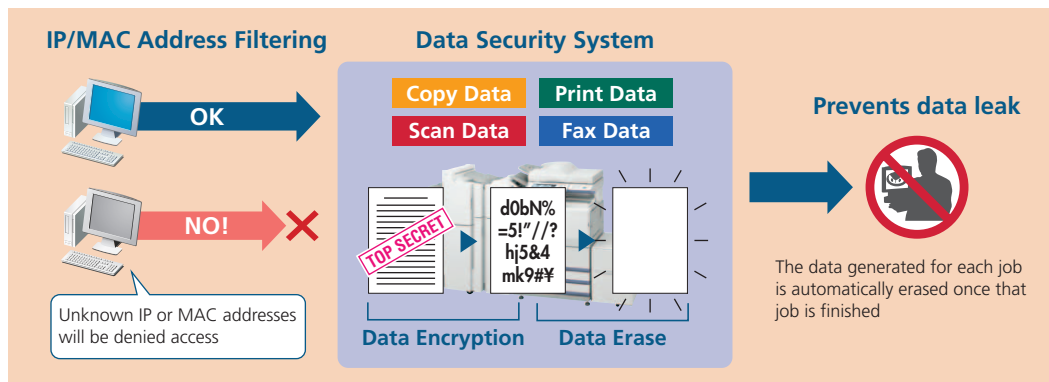 IP/MAC Address Filtering
OK
NO!
Unknown IP or MAC addresses
will be denied access
Data Security System
Copy Data
Print Data
Scan Data
Fax Data
TOP SECRET
d0bN%
=5!"//?
hj5&4
mk9#¥
Data Encryption
Data Erase
Prevents data leak
The data generated for each job
is automatically erased once that
job is finished